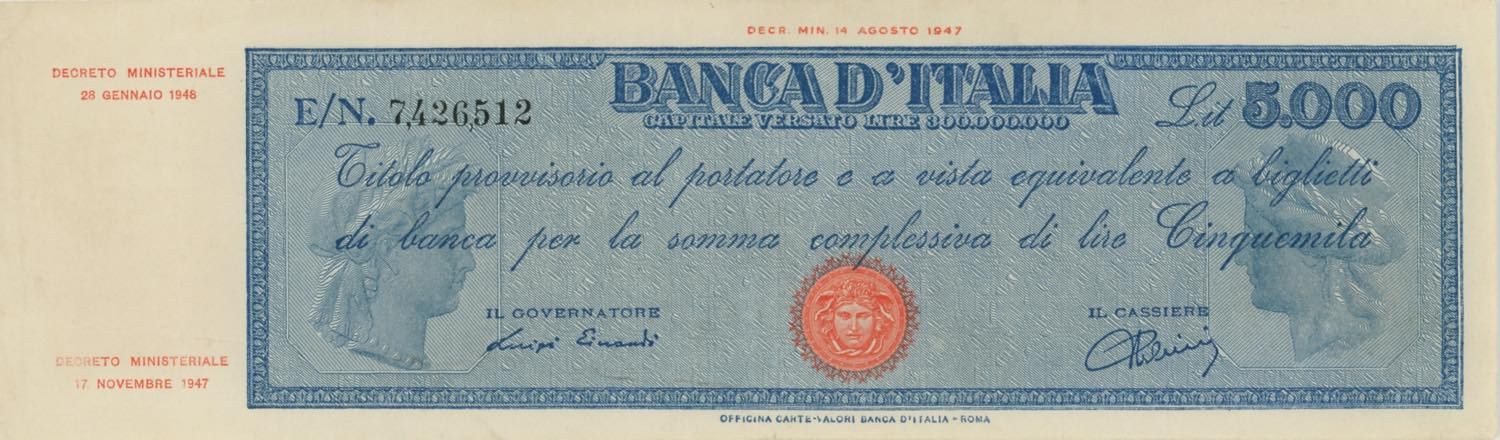 DECR. MIN. 14 AGOSTO 1947
DECRETO MINISTERIALE
28 GENNAIO 1948
BANCA D'ITALIA
CAPITALE VERSATO LIRE 300.000.000
E/N. 7,426,512
Lit 5.000
Titolo provvisorio al portatore e a vista equivalente a biglietti
di banca per la somma complessiva di lire Cinquemila
IL GOVERNATORE
Luigi Einaudi
IL CASSIERE
DECRETO MINISTERIALE
17 NOVEMBRE 1947
OFFICINA CARTE-VALORI BANCA D'ITALIA - ROMA